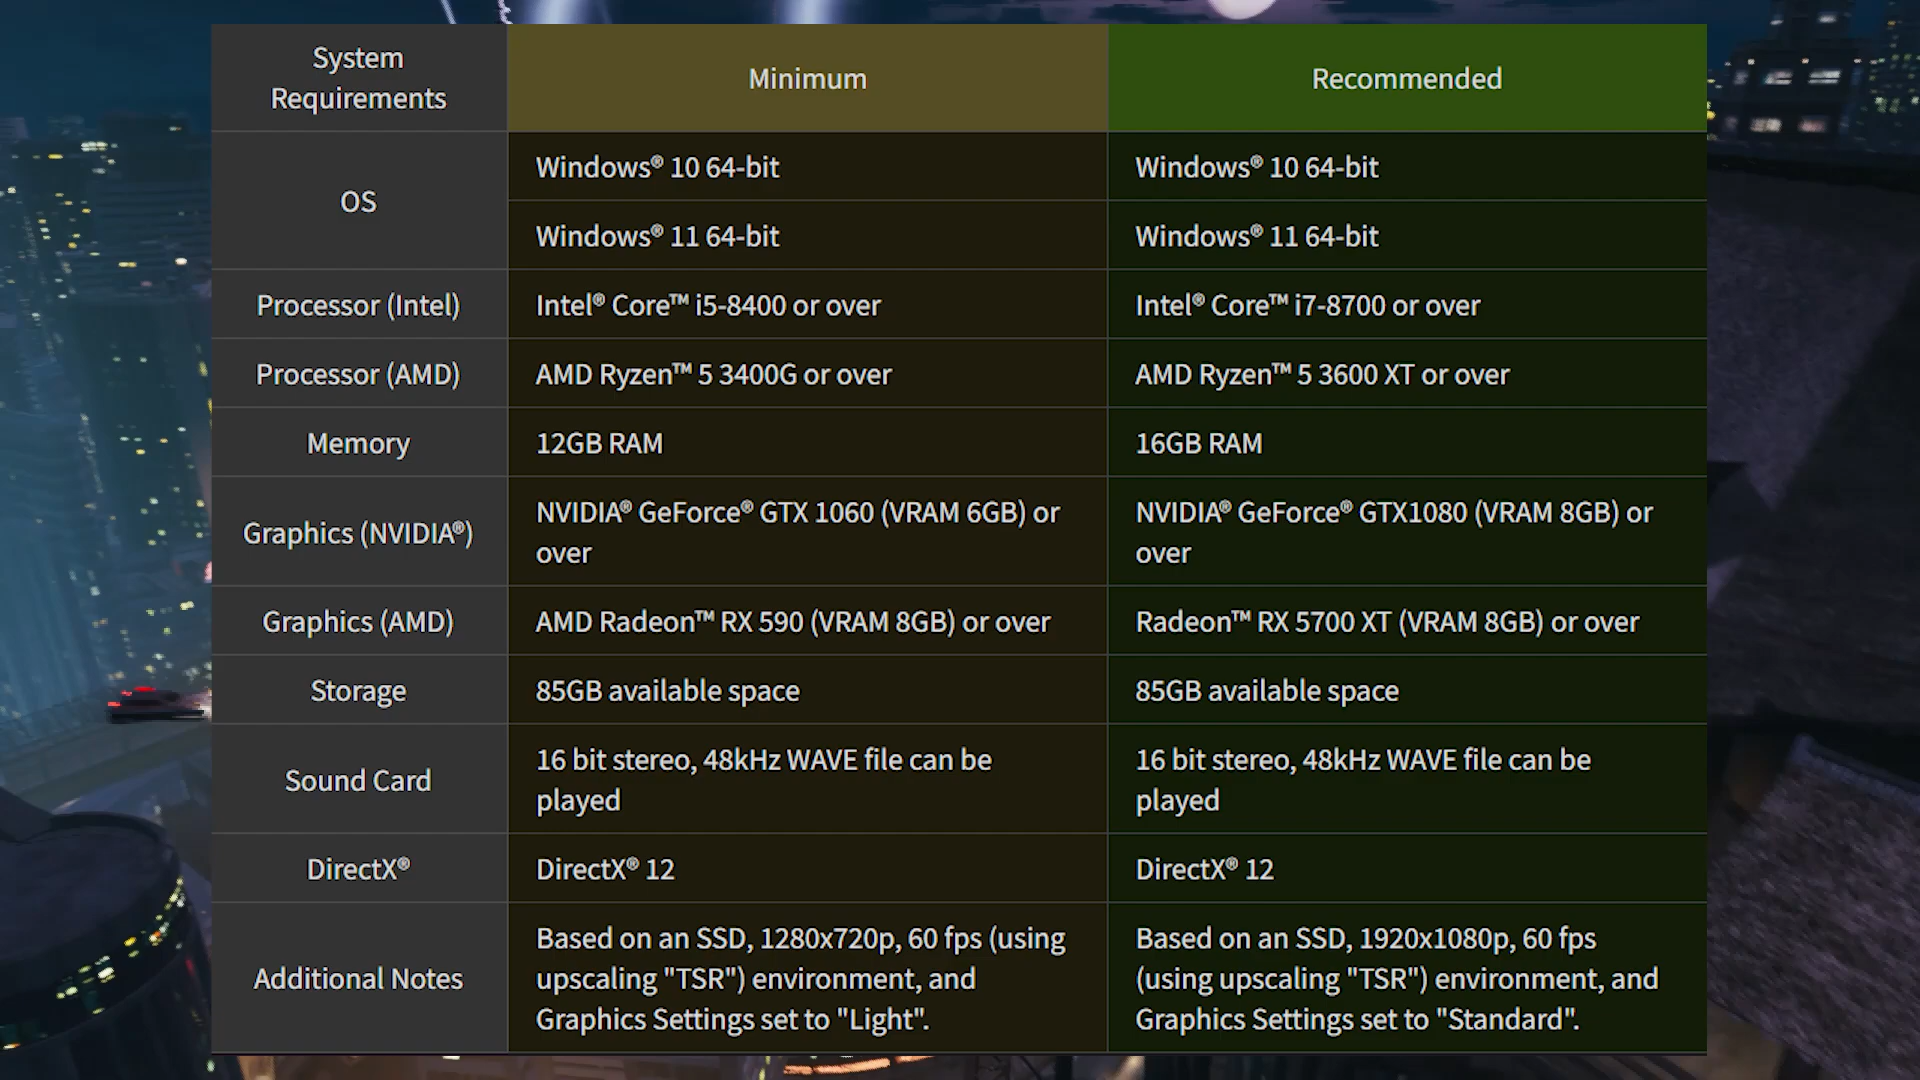 System
Requirements
Minimum
Recommended
OS
Windows® 10 64-bit
Windows® 10 64-bit
Windows® 11 64-bit
Windows® 11 64-bit
Processor (Intel)
Intel® Core™ i5-8400 or over
Intel® Core™ i7-8700 or over
Processor (AMD)
AMD Ryzen™ 5 3400G or over
AMD Ryzen™ 5 3600 XT or over
Memory
12GB RAM
16GB RAM
Graphics (NVIDIA®)
NVIDIA® GeForce® GTX 1060 (VRAM 6GB) or
over
NVIDIA® GeForce® GTX1080 (VRAM 8GB) or
over
Graphics (AMD)
AMD Radeon™ RX 590 (VRAM 8GB) or over
Radeon™ RX 5700 XT (VRAM 8GB) or over
Storage
85GB available space
85GB available space
Sound Card
16 bit stereo, 48kHz WAVE file can be
played
16 bit stereo, 48kHz WAVE file can be
played
DirectX®
DirectX® 12
DirectX® 12
Additional Notes
Based on an SSD, 1280x720p, 60 fps (using
upscaling "TSR") environment, and
Graphics Settings set to "Light".
Based on an SSD, 1920x1080p, 60 fps
(using upscaling "TSR") environment, and
Graphics Settings set to "Standard".